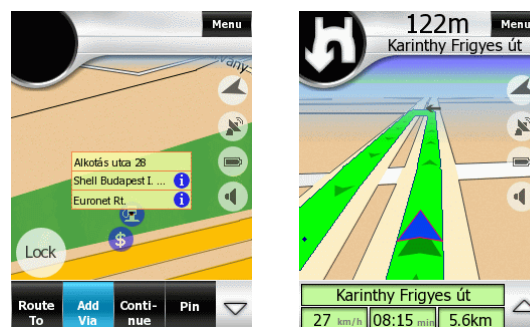 Menu
vány
Alkotás utca 28
Shell Budapest I. ...
Euronet Rt.
$
Lock
Route To
Add Via
Conti-nue
Pin
122m
Menu
Karinthy Frigyes út
Karinthy Frigyes út
27 km/h
08:15 min
5.6km